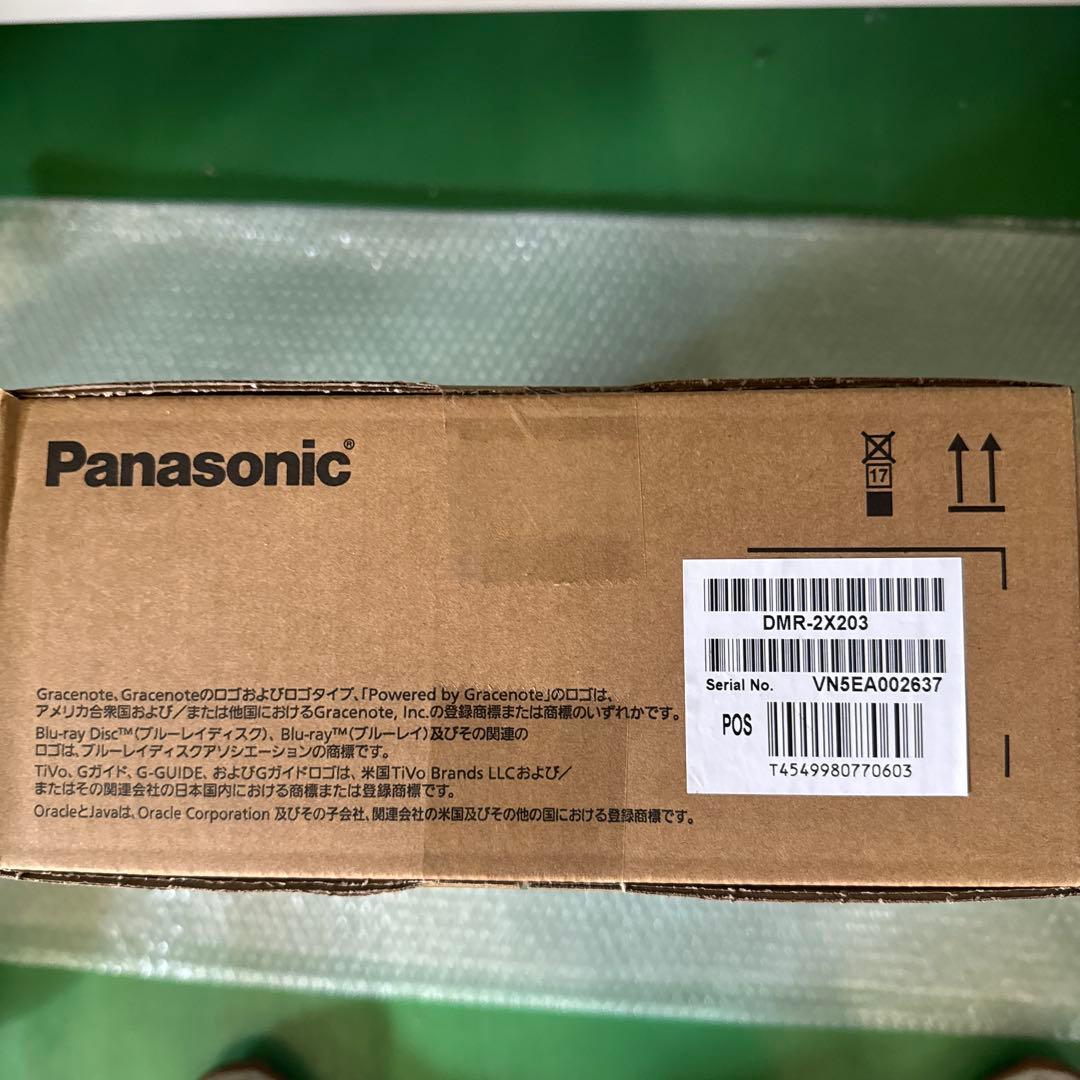 Panasonic®
17
DMR-2X203
Serial No. VN5EA002637
POS
T4549980770603
Gracenote、Gracenoteのロゴおよびロゴタイプ、「Powered by Gracenote」のロゴは、
アメリカ合衆国および／または他国におけるGracenote, Inc.の登録商標または商標のいずれかです。
Blu-ray Disc™（ブルーレイディスク）、Blu-ray™（ブルーレイ）及びその関連の
ロゴは、ブルーレイディスクアソシエーションの商標です。
TiVo、Gガイド、G-GUIDE、およびGガイドロゴは、米国TiVo Brands LLCおよび／
またはその関連会社の日本国内における商標または登録商標です。
OracleとJavaは、Oracle Corporation 及びその子会社、関連会社の米国及びその他の国における登録商標です。